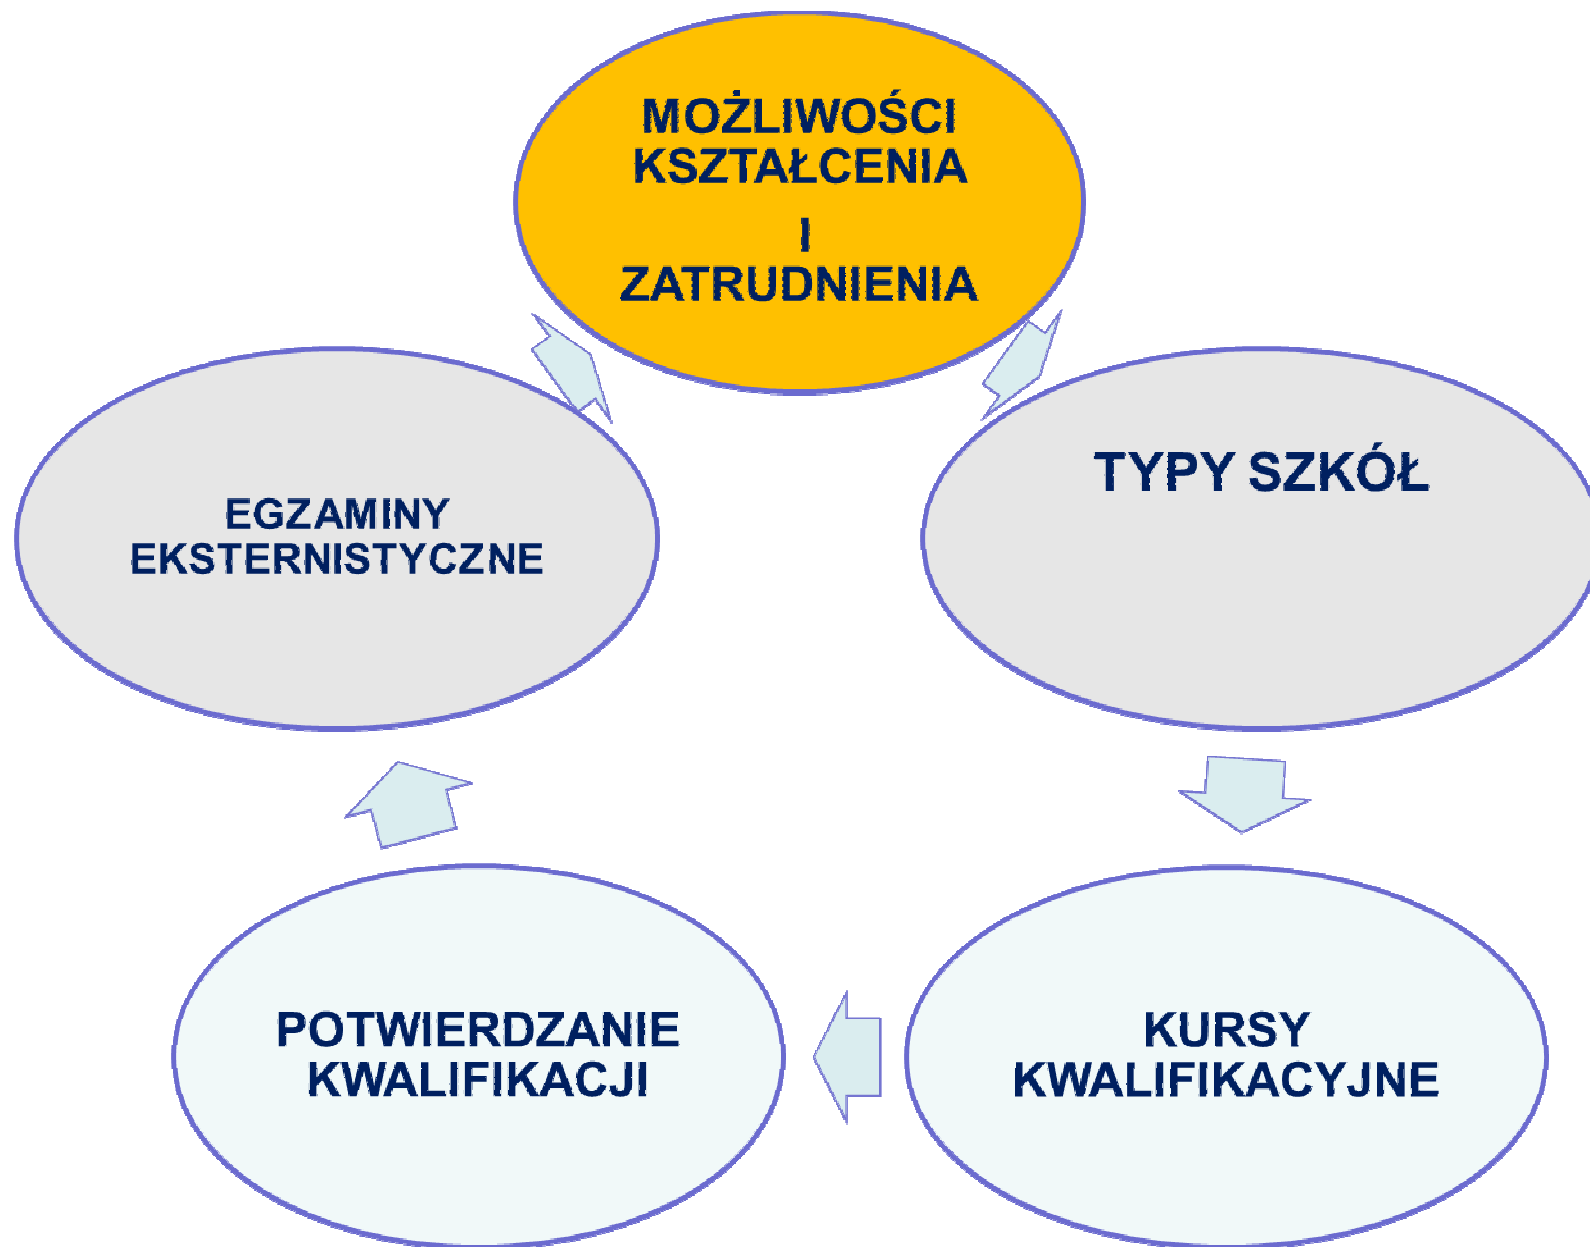 MOŻLIWOŚCI
KSZTAŁCENIA
I
ZATRUDNIENIA
TYPY SZKÓŁ
EGZAMINY
EKSTERNISTYCZNE
POTWIERDZANIE
KWALIFIKACJI
KURSY
KWALIFIKACYJNE